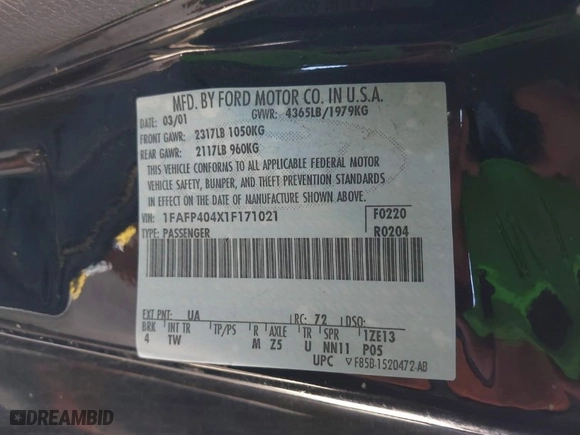 MFD. BY FORD MOTOR CO. IN U.S.A.
DATE: 03/01 GVWR: 4365LB/1979KG
FRONT GAWR: 2317LB 1050KG
REAR GAWR: 2117LB 960KG
THIS VEHICLE CONFORMS TO ALL APPLICABLE FEDERAL MOTOR
VEHICLE SAFETY, BUMPER, AND THEFT PREVENTION STANDARDS
IN EFFECT ON THE DATE OF MANUFACTURE SHOWN ABOVE.
VIN: 1FAFP404X1F171021 F0220
TYPE: PASSENGER R0204
EXT PNT: UA RC: 72 DSO:
BRK INT TR TP/PS R AXLE TR SPR 1ZE13
4 TW M Z5 U NN11 P05
UPC F85B-1520472-AB
DREAMBID